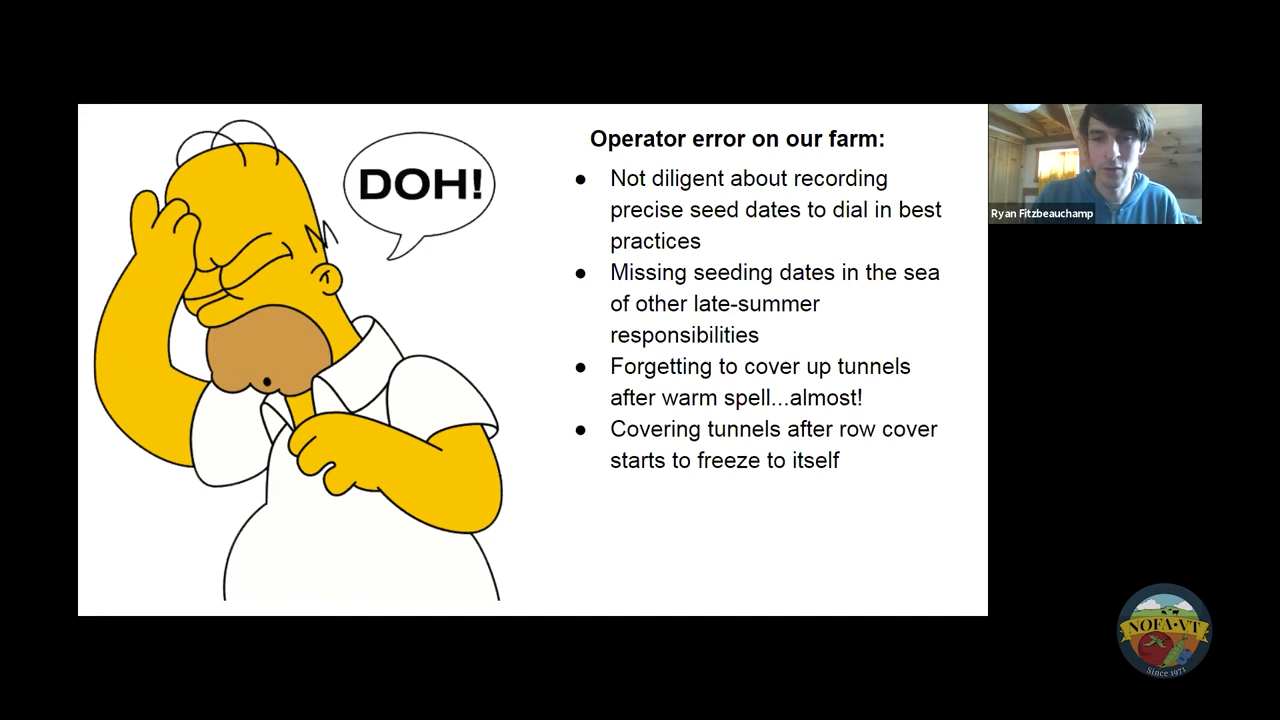 DOH!
Operator error on our farm:
● Not diligent about recording
precise seed dates to dial in best
practices
● Missing seeding dates in the sea
of other late-summer
responsibilities
● Forgetting to cover up tunnels
after warm spell...almost!
● Covering tunnels after row cover
starts to freeze to itself
Ryan Fitzbeauchamp
NOFA•VT
Since 1971